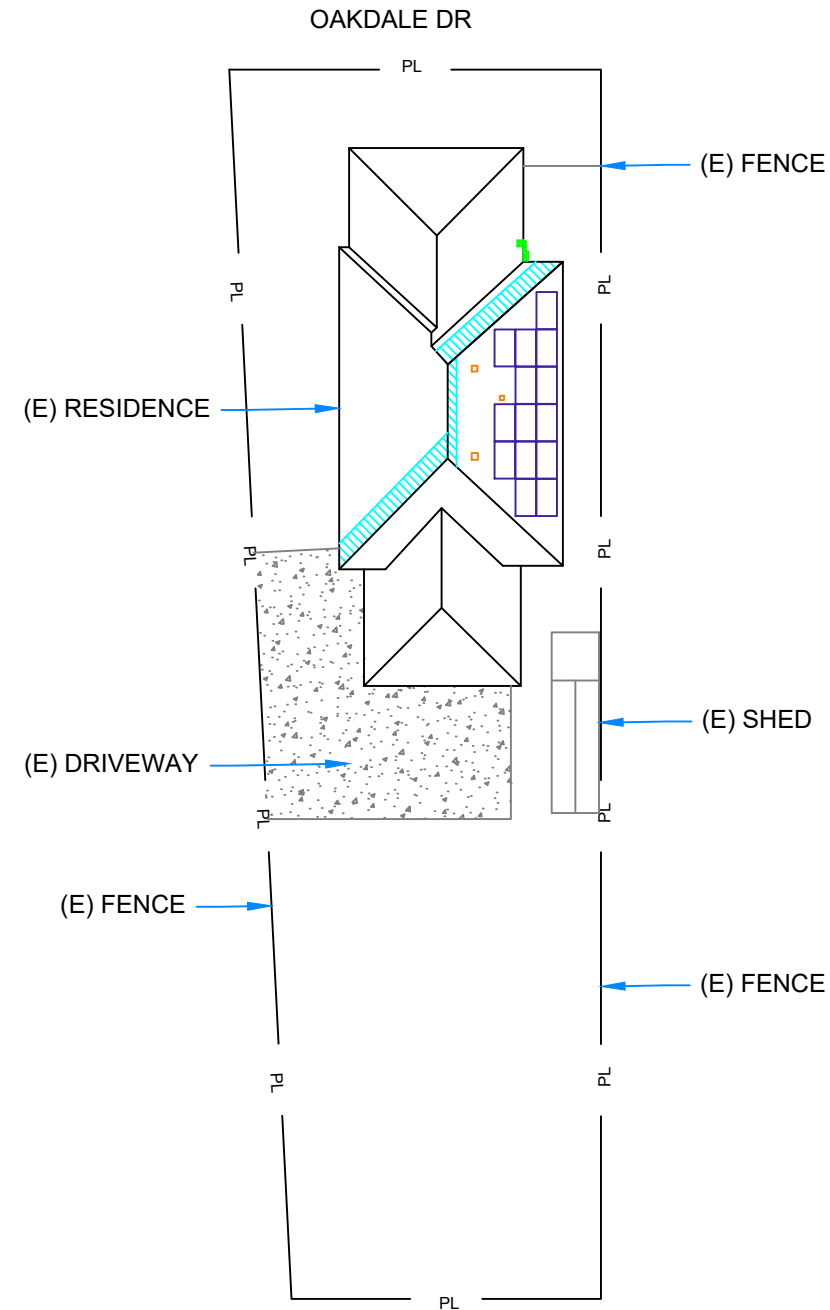 OAKDALE DR
PL
(E) FENCE
PL
PL
(E) RESIDENCE
PL
PL
(E) SHED
(E) DRIVEWAY
PL
PL
(E) FENCE
(E) FENCE
PL
PL
PL